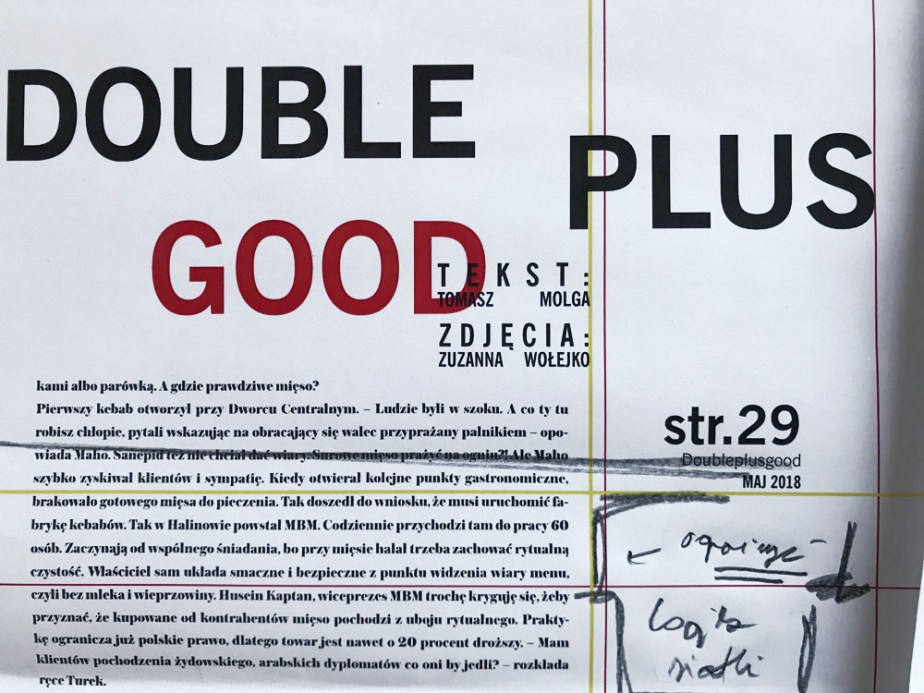 DOUBLE
PLUS
GOOD
TEKST:
TOMASZ MOLGA
ZDJĘCIA:
ZUZANNA WOŁEJKO
kami albo parówką. A gdzie prawdziwe mięso?
Pierwszy kebab otworzył przy Dworcu Centralnym. – Ludzie byli w szoku. A co ty tu
robisz chłopie, pytali wskazując na obracający się walec przyprażany palnikiem – opo-
wiada Maho. Sanepid też nie chciał dać wiary. Surowe mięso prażyć na ogniu?! Ale Maho
szybko zyskiwał klientów i sympatię. Kiedy otwierał kolejne punkty gastronomiczne,
brakowało gotowego mięsa do pieczenia. Tak doszedł do wniosku, że musi uruchomić fa-
brykę kebabów. Tak w Halinowie powstał MBM. Codziennie przychodzi tam do pracy 60
osób. Zaczynają od wspólnego śniadania, bo przy mięsie halal trzeba zachować rytualną
czystość. Właściciel sam układa smaczne i bezpieczne z punktu widzenia wiary menu,
czyli bez mleka i wieprzowiny. Husein Kaptan, wiceprezes MBM trochę kryguję się, żeby
przyznać, że kupowane od kontrahentów mięso pochodzi z uboju rytualnego. Prakty-
kę ogranicza już polskie prawo, dlatego towar jest nawet o 20 procent droższy. – Mam
klientów pochodzenia żydowskiego, arabskich dyplomatów co oni by jedli? – rozkłada
ręce Turek.
str.29
Doubleplusgood
MAJ 2018
siatki